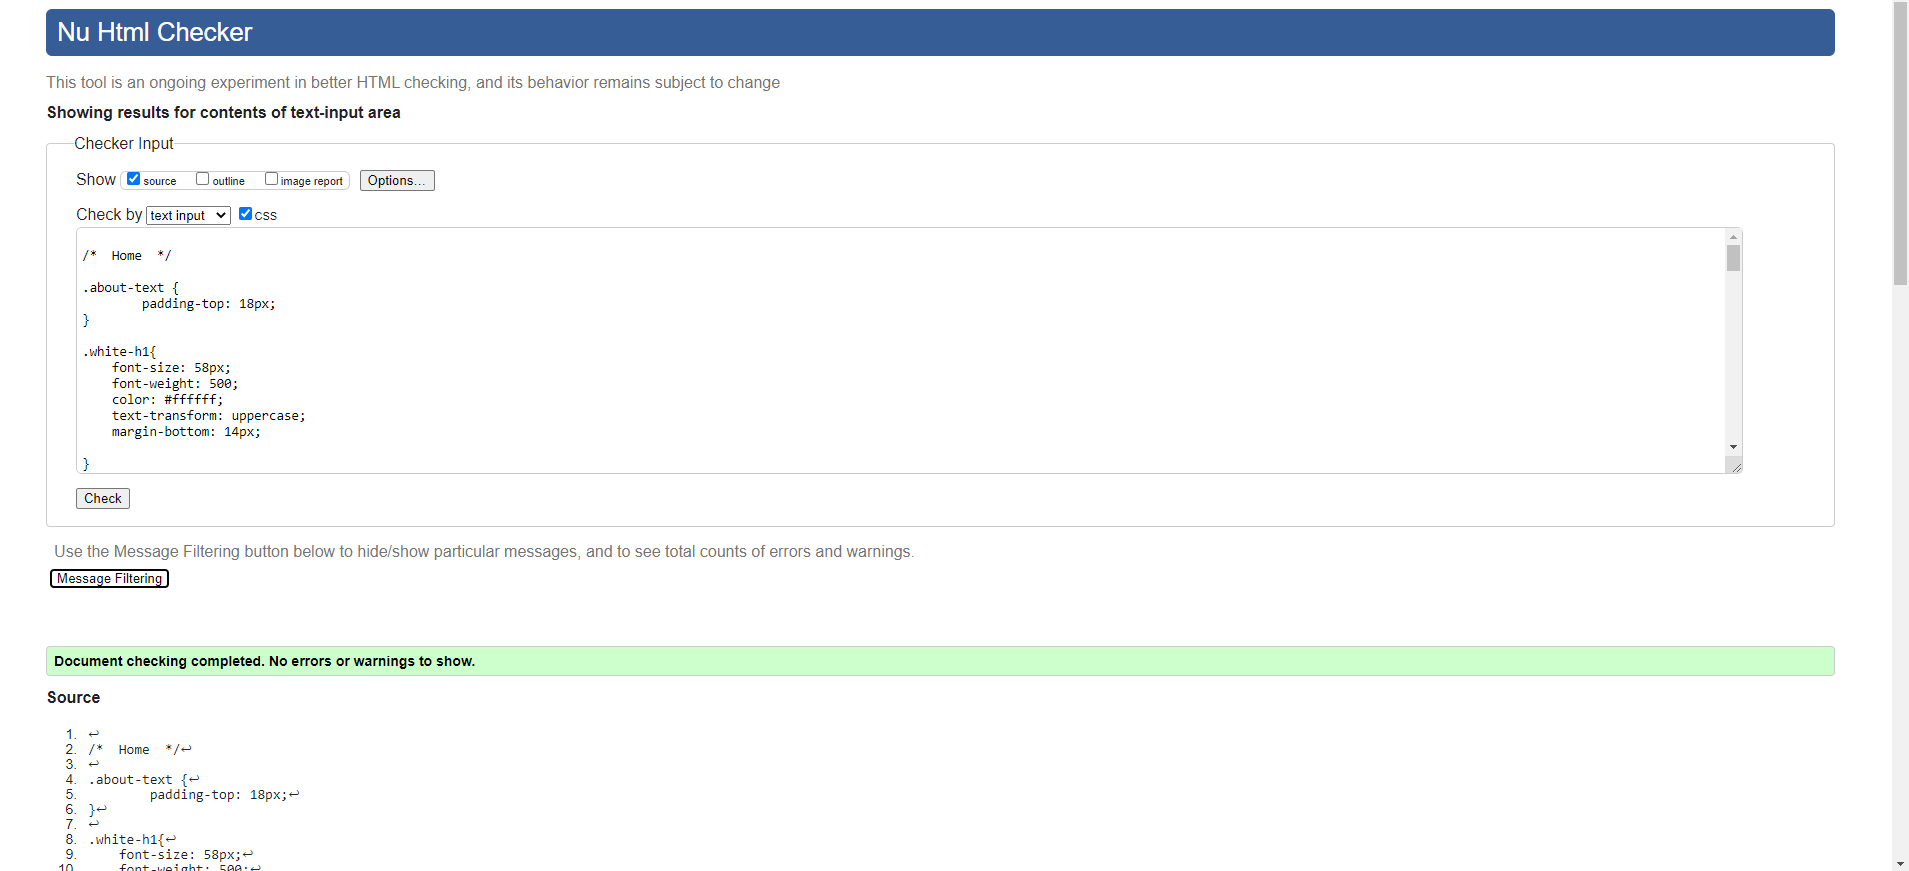 Nu Html Checker
This tool is an ongoing experiment in better HTML checking, and its behavior remains subject to change
Showing results for contents of text-input area
Checker Input
Show source outline image report Options...
Check by text input css
/*  Home  */
.about-text {
        padding-top: 18px;
}
.white-h1{
    font-size: 58px;
    font-weight: 500;
    color: #ffffff;
    text-transform: uppercase;
    margin-bottom: 14px;
}
Check
Use the Message Filtering button below to hide/show particular messages, and to see total counts of errors and warnings.
Message Filtering
Document checking completed. No errors or warnings to show.
Source
1. ↩
2. /*  Home  */↩
3. ↩
4. .about-text {↩
5.         padding-top: 18px;↩
6. }↩
7. ↩
8. .white-h1{↩
9.     font-size: 58px;↩
10.     font-weight: 500;↩